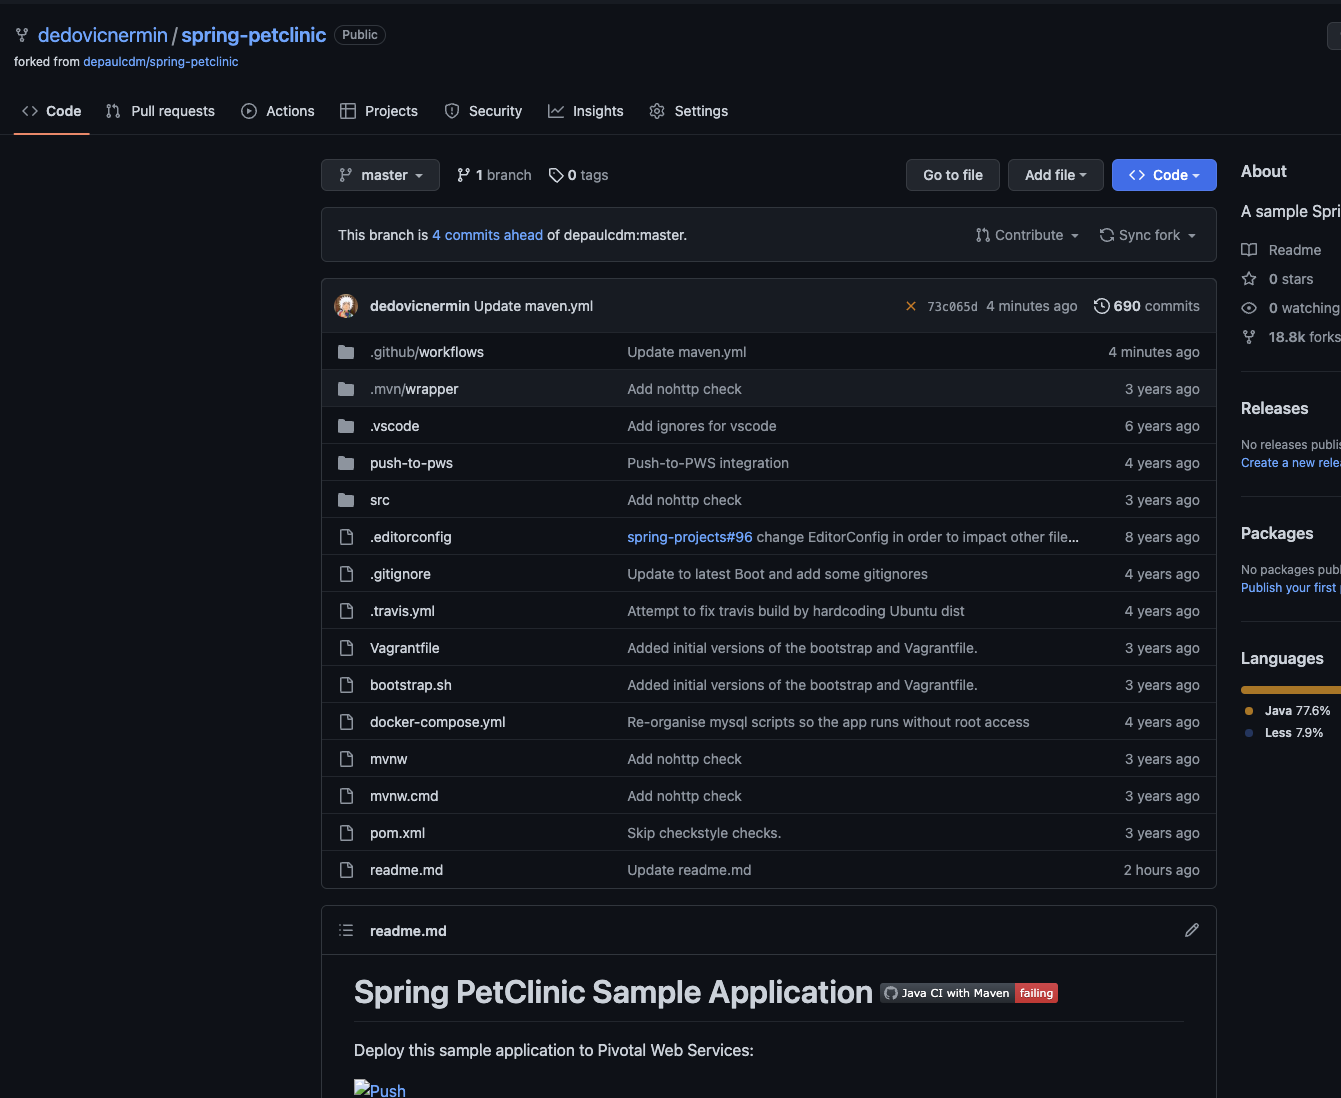 dedovicnermin / spring-petclinic Public
forked from depaulcdm/spring-petclinic
Code Pull requests Actions Projects Security Insights Settings
master 1 branch 0 tags Go to file Add file Code
This branch is 4 commits ahead of depaulcdm:master. Contribute Sync fork
dedovicnermin Update maven.yml 73c065d 4 minutes ago 690 commits
.github/workflows Update maven.yml 4 minutes ago
.mvn/wrapper Add nohttp check 3 years ago
.vscode Add ignores for vscode 6 years ago
push-to-pws Push-to-PWS integration 4 years ago
src Add nohttp check 3 years ago
.editorconfig spring-projects#96 change EditorConfig in order to impact other file... 8 years ago
.gitignore Update to latest Boot and add some gitignores 4 years ago
.travis.yml Attempt to fix travis build by hardcoding Ubuntu dist 4 years ago
Vagrantfile Added initial versions of the bootstrap and Vagrantfile. 3 years ago
bootstrap.sh Added initial versions of the bootstrap and Vagrantfile. 3 years ago
docker-compose.yml Re-organise mysql scripts so the app runs without root access 4 years ago
mvnw Add nohttp check 3 years ago
mvnw.cmd Add nohttp check 3 years ago
pom.xml Skip checkstyle checks. 3 years ago
readme.md Update readme.md 2 hours ago
readme.md
Spring PetClinic Sample Application Java CI with Maven failing
Deploy this sample application to Pivotal Web Services:
Push
About
A sample Spri
Readme
0 stars
0 watching
18.8k forks
Releases
No releases publis
Create a new rele
Packages
No packages publ
Publish your first
Languages
Java 77.6%
Less 7.9%